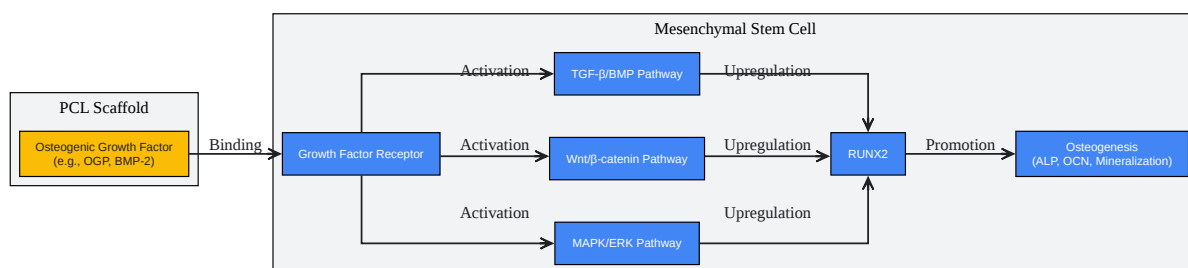 Mesenchymal Stem Cell
PCL Scaffold
Osteogenic Growth Factor
(e.g., OGP, BMP-2)
Binding
Growth Factor Receptor
Activation
TGF-β/BMP Pathway
Upregulation
Activation
Wnt/β-catenin Pathway
Upregulation
Activation
MAPK/ERK Pathway
Upregulation
RUNX2
Promotion
Osteogenesis
(ALP, OCN, Mineralization)